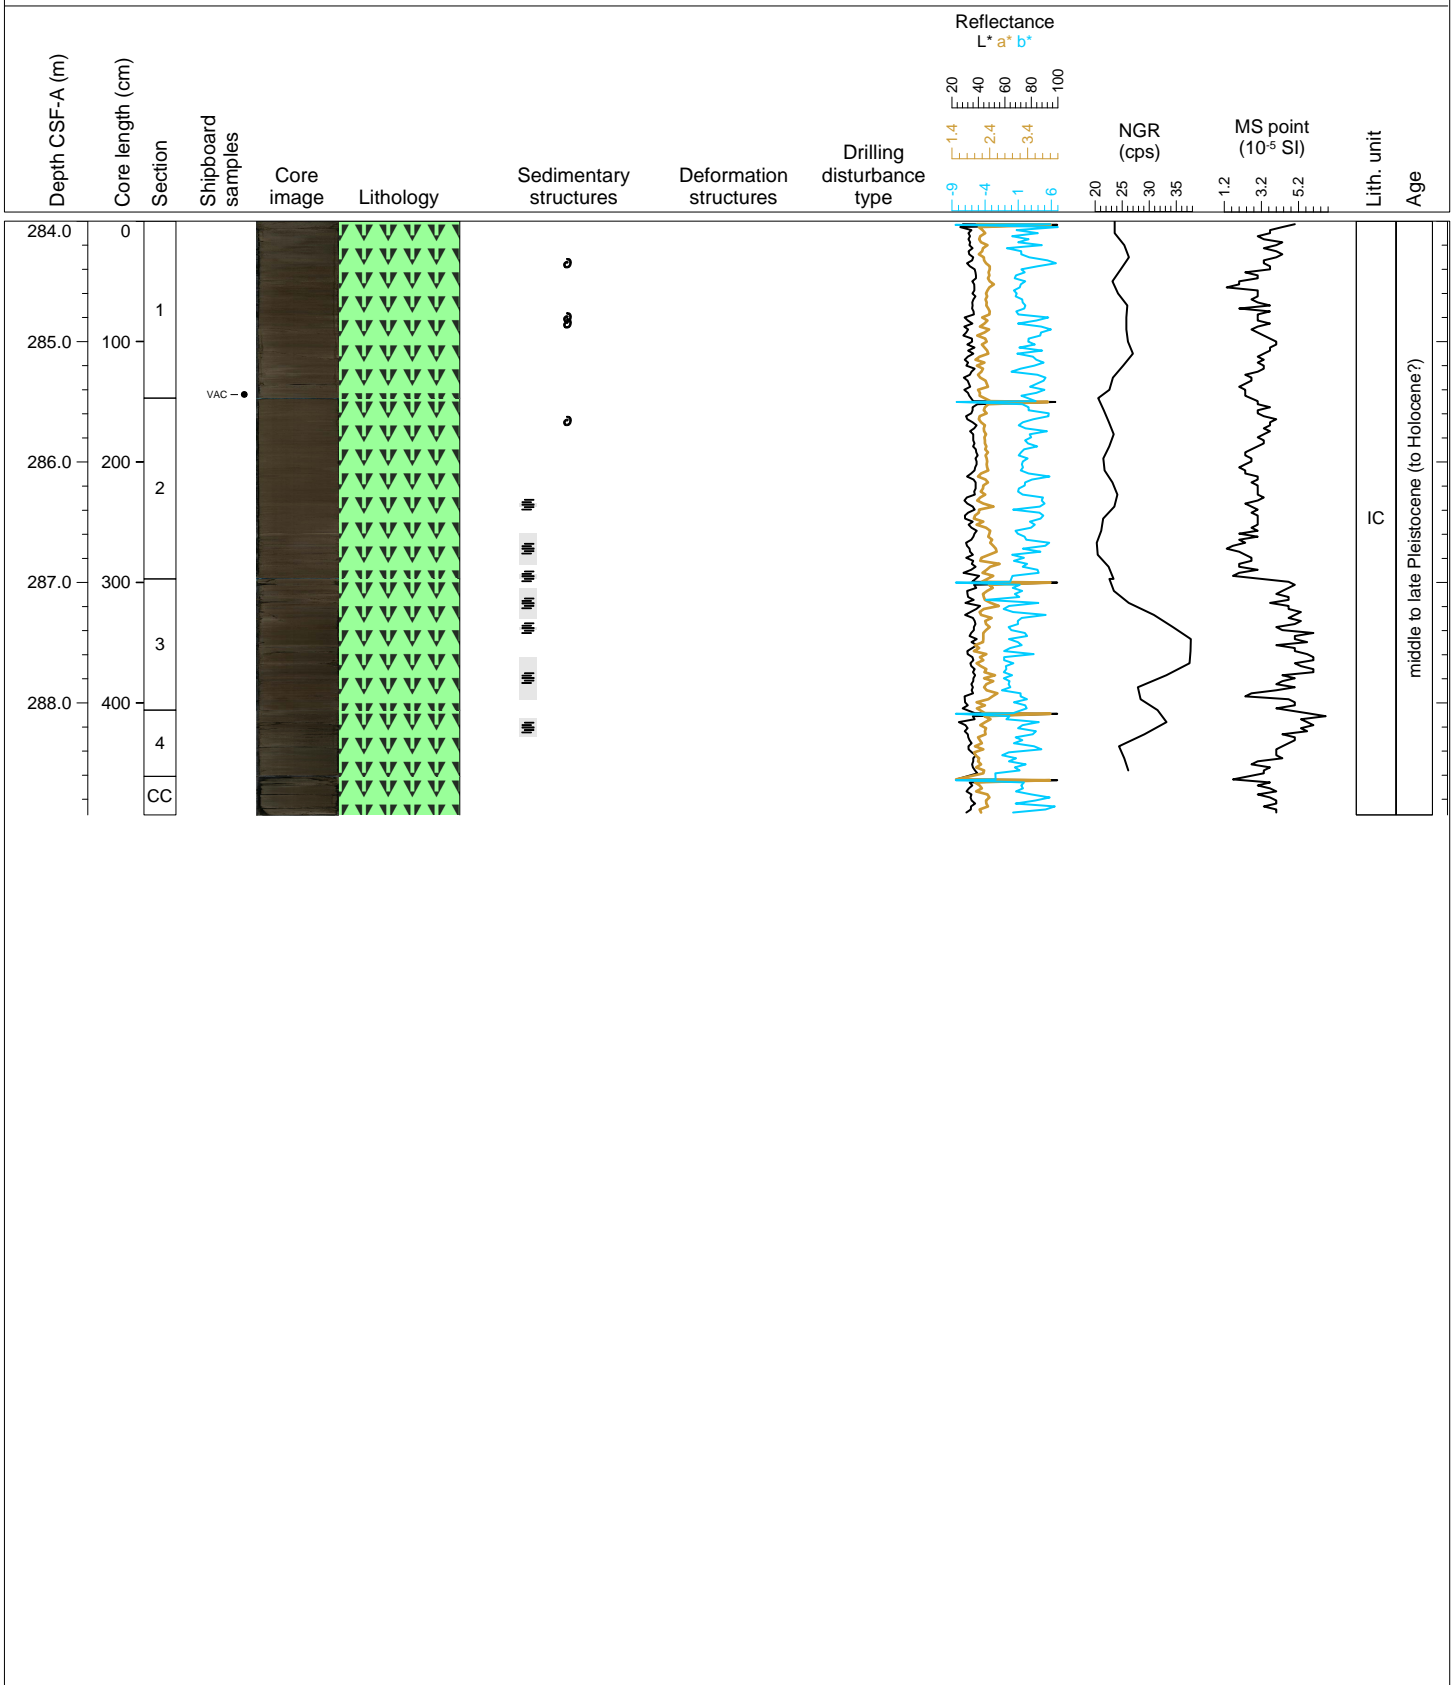 Depth CSF-A (m)
Core length (cm)
Section
Shipboard
samples
Core
image
Lithology
Sedimentary
structures
Deformation
structures
Drilling
disturbance
type
Reflectance
L* a* b*
20 40 60 80 100
1.4 2.4 3.4
-9 -4 1 6
NGR
(cps)
20 25 30 35
MS point
(10-5 SI)
1.2 3.2 5.2
Lith. unit
Age
284.0 0
1
285.0 100
VAC
286.0 200
2
IC
middle to late Pleistocene (to Holocene?)
287.0 300
3
288.0 400
4
CC